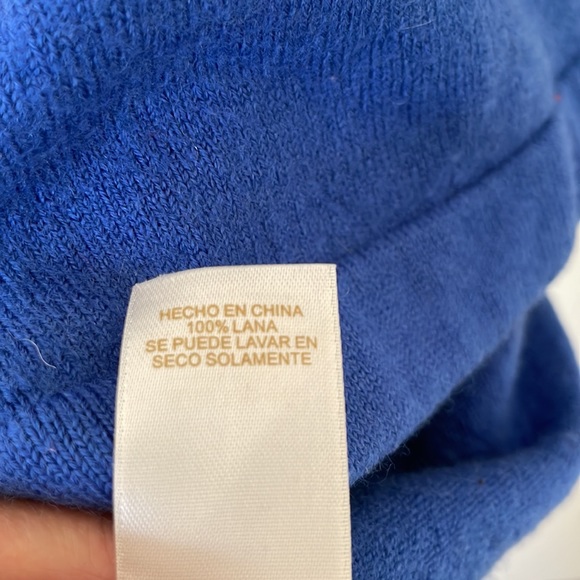 HECHO EN CHINA
100% LANA
SE PUEDE LAVAR EN
SECO SOLAMENTE